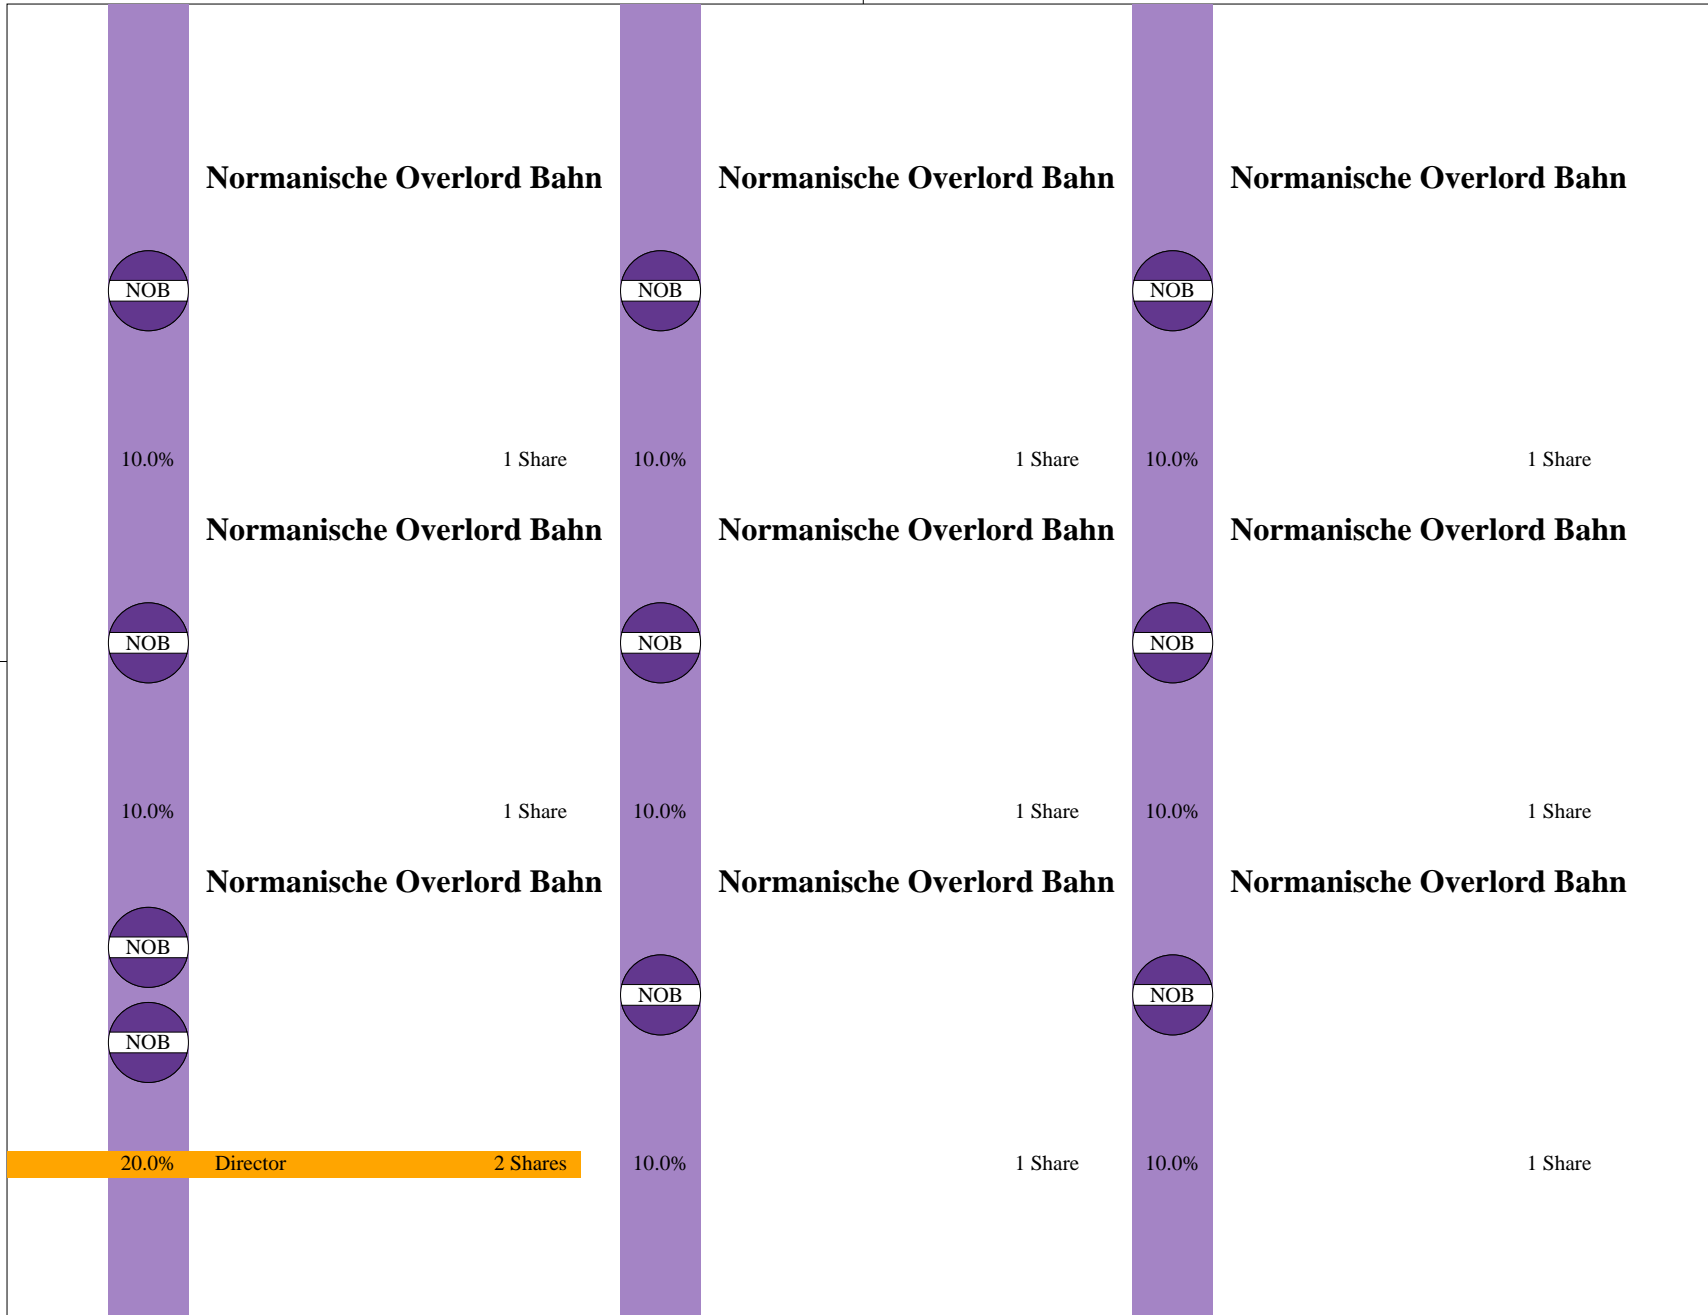 Normanische Overlord Bahn Normanische Overlord Bahn Normanische Overlord Bahn
NOB NOB NOB
10.0% 1 Share 10.0% 1 Share 10.0% 1 Share
Normanische Overlord Bahn Normanische Overlord Bahn Normanische Overlord Bahn
NOB NOB NOB
10.0% 1 Share 10.0% 1 Share 10.0% 1 Share
Normanische Overlord Bahn Normanische Overlord Bahn Normanische Overlord Bahn
NOB
NOB NOB
NOB
20.0% Director 2 Shares 10.0% 1 Share 10.0% 1 Share